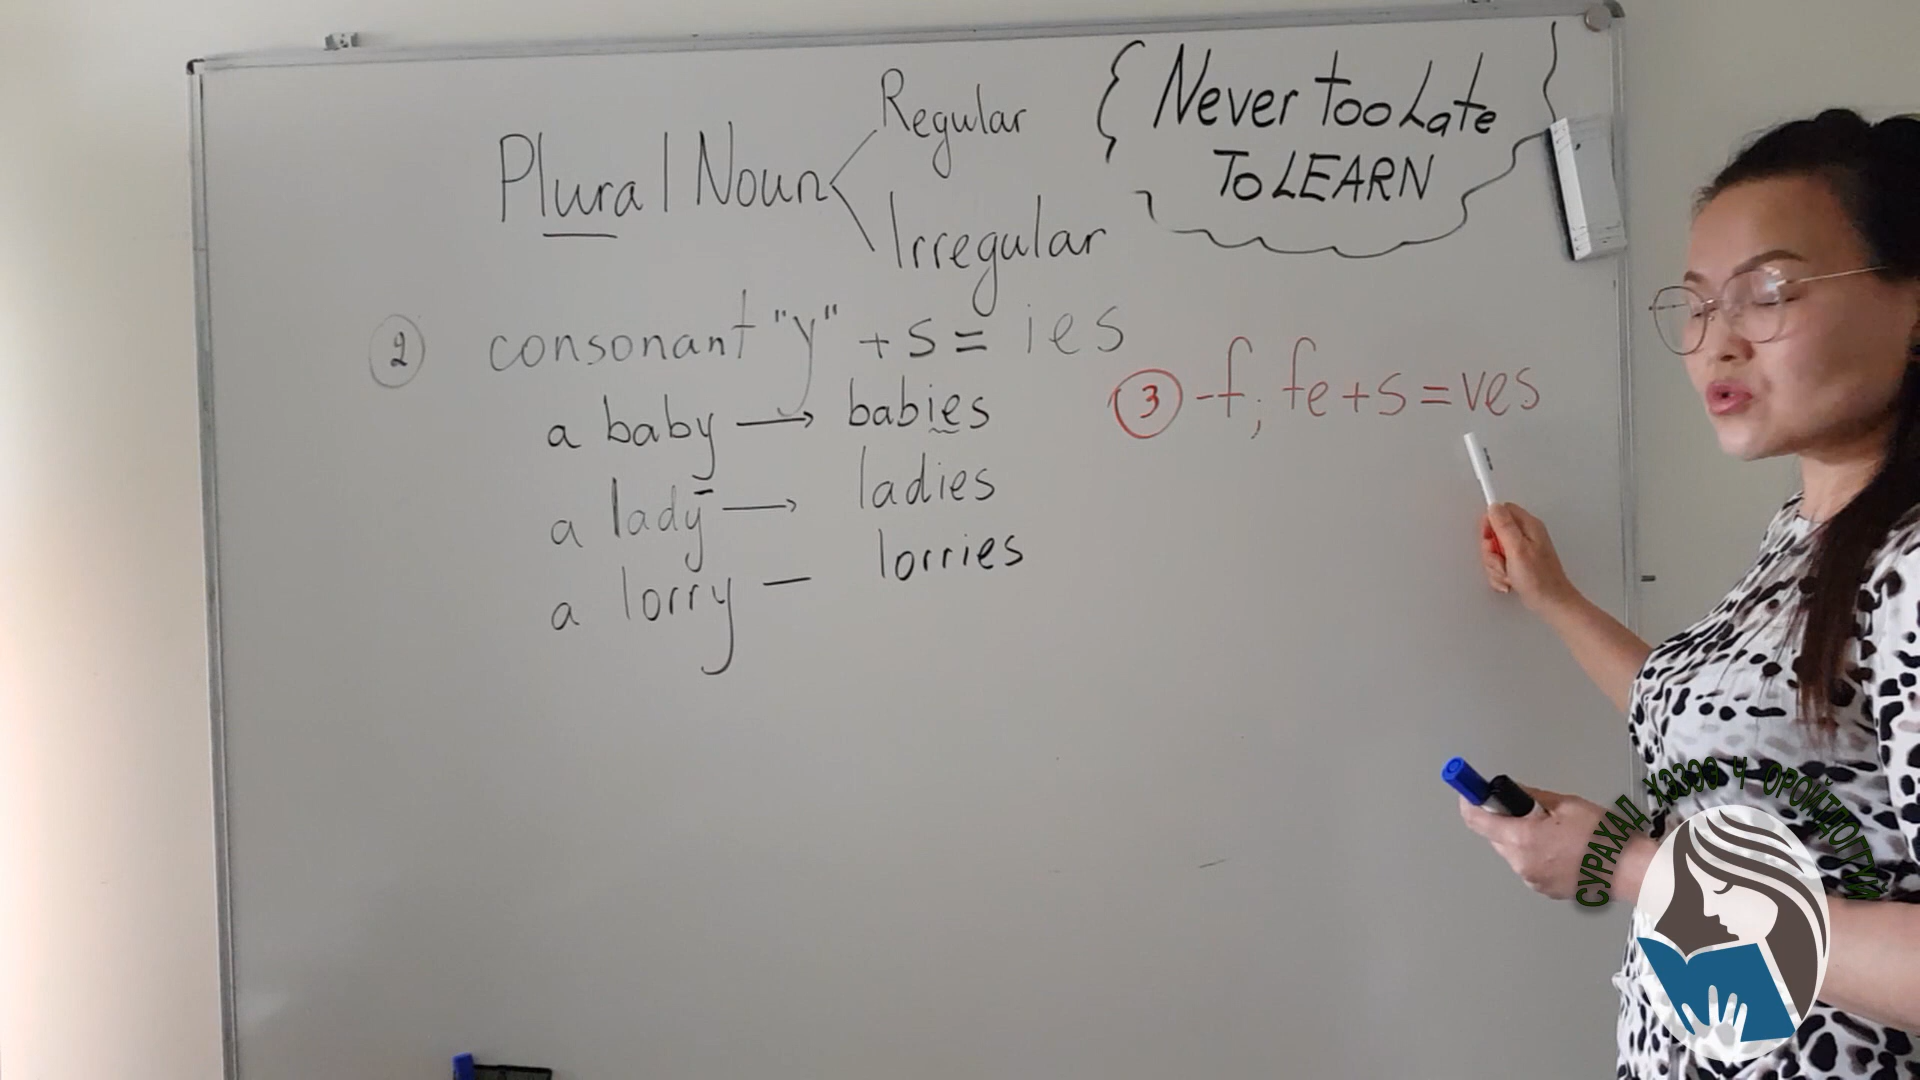 Plural Noun
Regular
Irregular
Never Too Late
To LEARN
2 consonant "y" + s = ies
a baby → babies
a lady → ladies
a lorry — lorries
3 -f; fe + s = ves
СУРАХАД ХЭЗЭЭ Ч ОРОЙТДОГГҮЙ